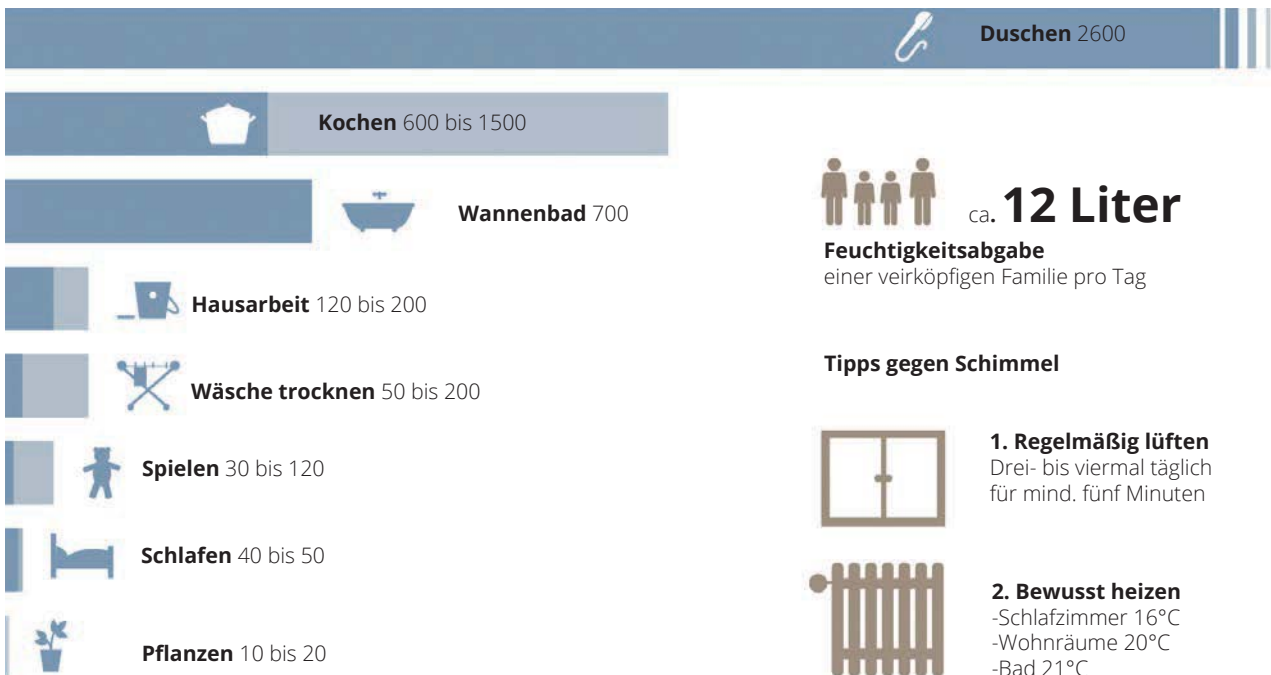 Duschen 2600
Kochen 600 bis 1500
Wannenbad 700
Hausarbeit 120 bis 200
Wäsche trocknen 50 bis 200
Spielen 30 bis 120
Schlafen 40 bis 50
Pflanzen 10 bis 20
ca. 12 Liter
Feuchtigkeitsabgabe
einer veirköpfigen Familie pro Tag
Tipps gegen Schimmel
1. Regelmäßig lüften
Drei- bis viermal täglich
für mind. fünf Minuten
2. Bewusst heizen
-Schlafzimmer 16°C
-Wohnräume 20°C
-Bad 21°C